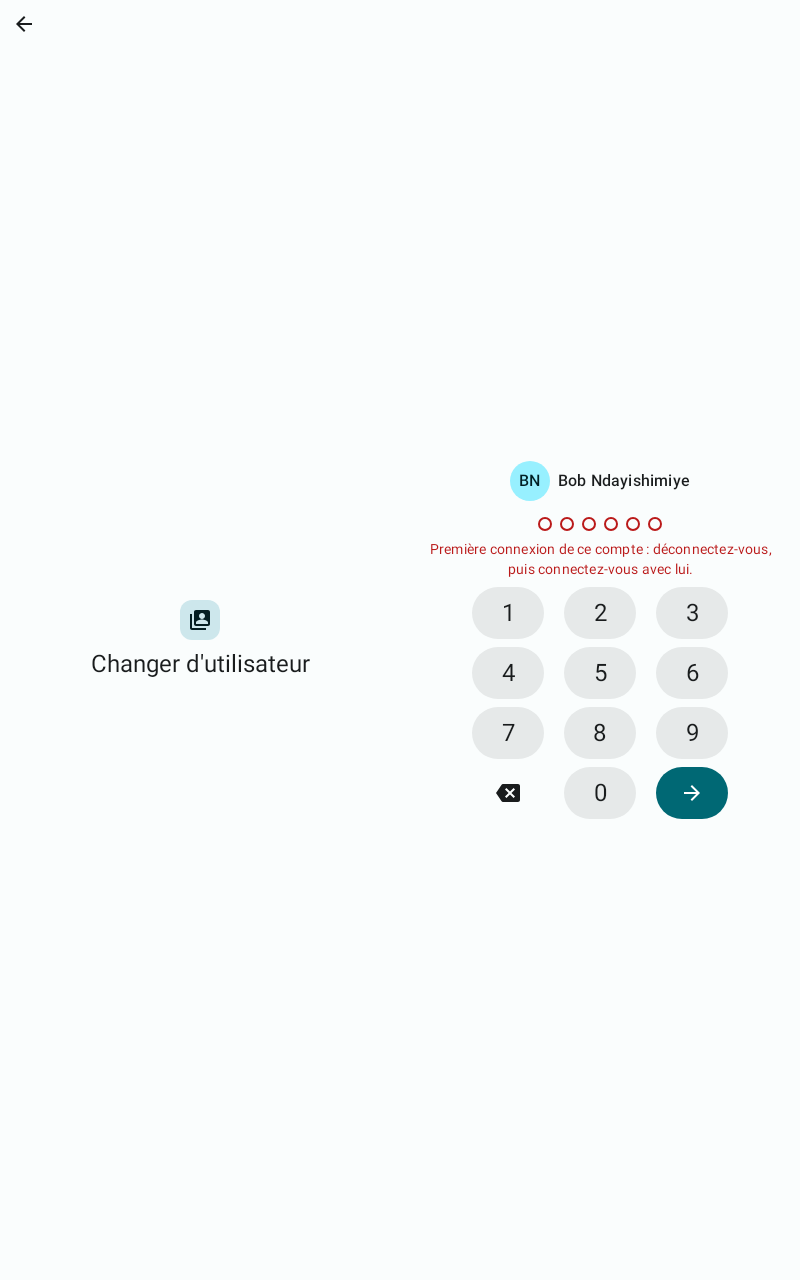 Changer d'utilisateur
BN
Bob Ndayishimiye
Première connexion de ce compte : déconnectez-vous,
puis connectez-vous avec lui.
1 2 3
4 5 6
7 8 9
0